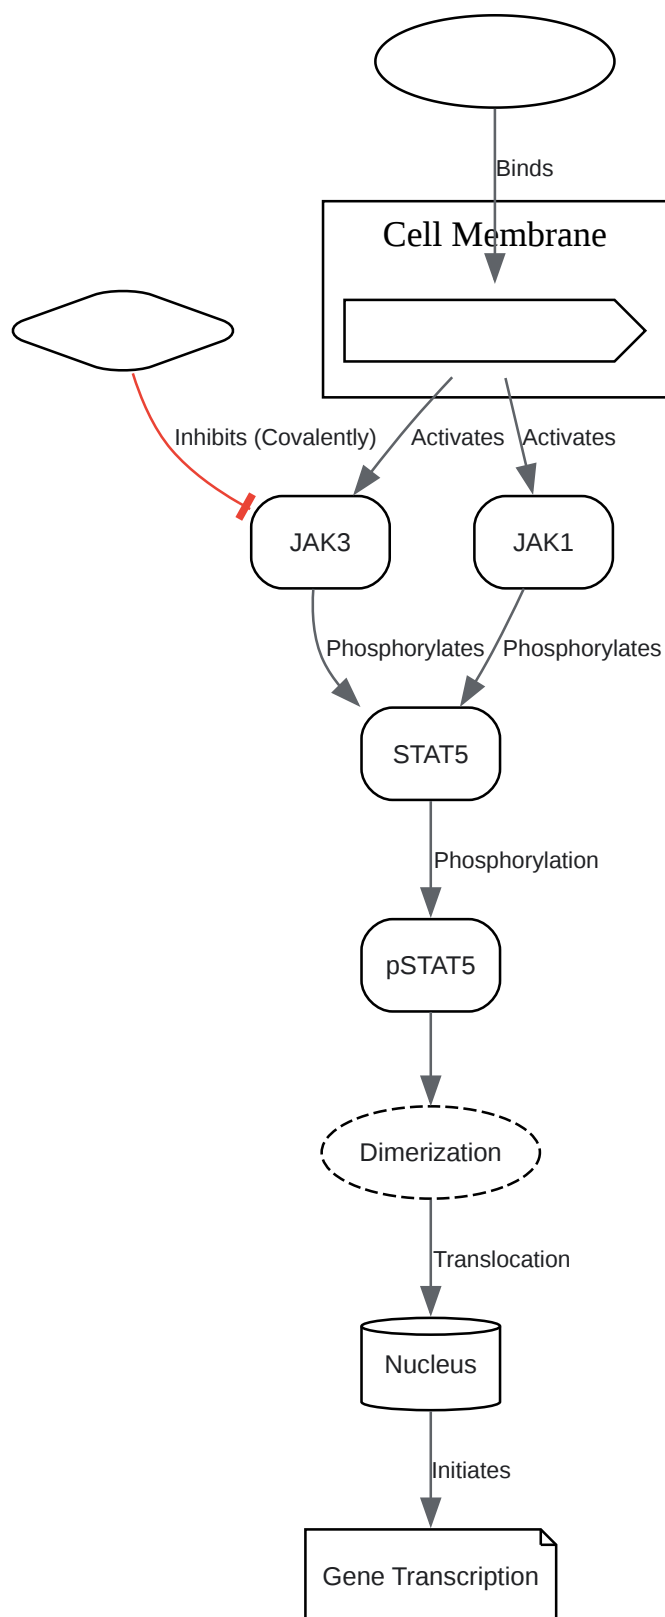 Binds
Cell Membrane
Inhibits (Covalently)
Activates
Activates
JAK3
JAK1
Phosphorylates
Phosphorylates
STAT5
Phosphorylation
pSTAT5
Dimerization
Translocation
Nucleus
Initiates
Gene Transcription